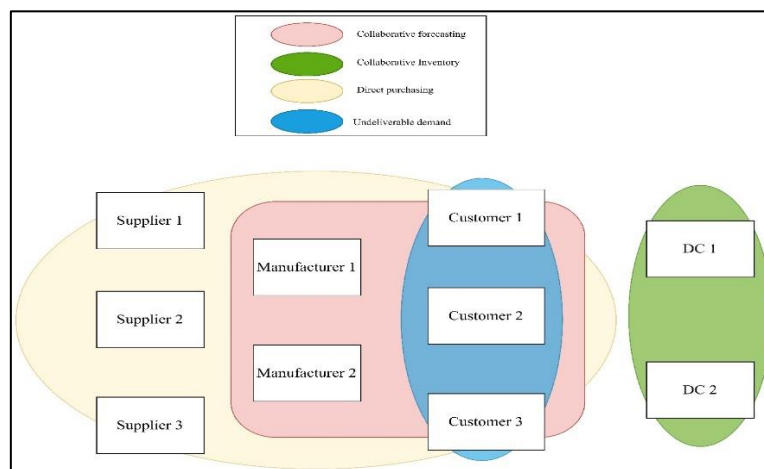 Collaborative forecasting
Collaborative Inventory
Direct purchasing
Undeliverable demand
Supplier 1
Customer 1
Manufacturer 1
DC 1
Supplier 2
Customer 2
Manufacturer 2
DC 2
Supplier 3
Customer 3